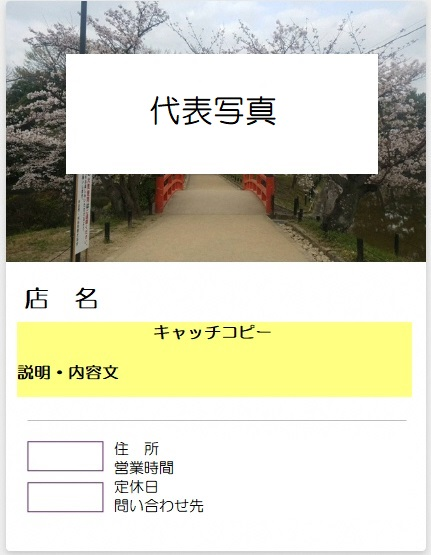 代表写真
店　名
キャッチコピー
説明・内容文
住　所
営業時間
定休日
問い合わせ先